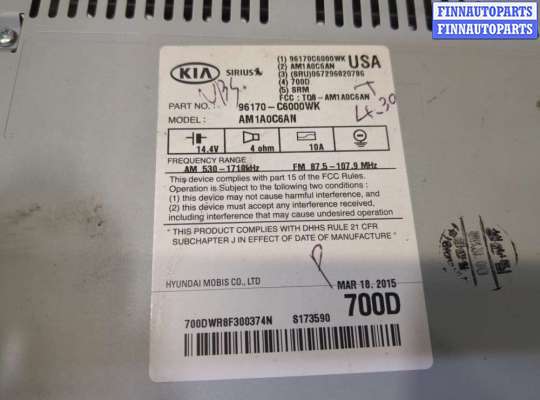 FINNAUTOPARTS
FINNAUTOPARTS
FINNAUTOPARTS
KIA
SIRIUS
(1) 96170C6000WK
USA
(2) AM1A0C6AN
(3) (SRU)067296820786
(4) 700D
(5) SRM
FCC : TQ8-AM1A0C6AN
PART NO.
96170-C6000WK
MODEL :
AM1A0C6AN
14.4V
4 ohm
10A
FREQUENCY RANGE
AM 530-1710kHz
FM 87.5-107.9 MHz
This device complies with part 15 of the FCC Rules.
Operation is Subject to the following two conditions :
(1) this device may not cause harmful interference, and
(2) this device must accept any interference received,
including interference that may cause undesired operation
" THIS PRODUCT COMPLIES WITH DHHS RULE 21 CFR
SUBCHAPTER J IN EFFECT OF DATE OF MANUFACTURE "
P
HYUNDAI MOBIS CO., LTD
MAR 18. 2015
700D
700DWR8F300374N
S173590